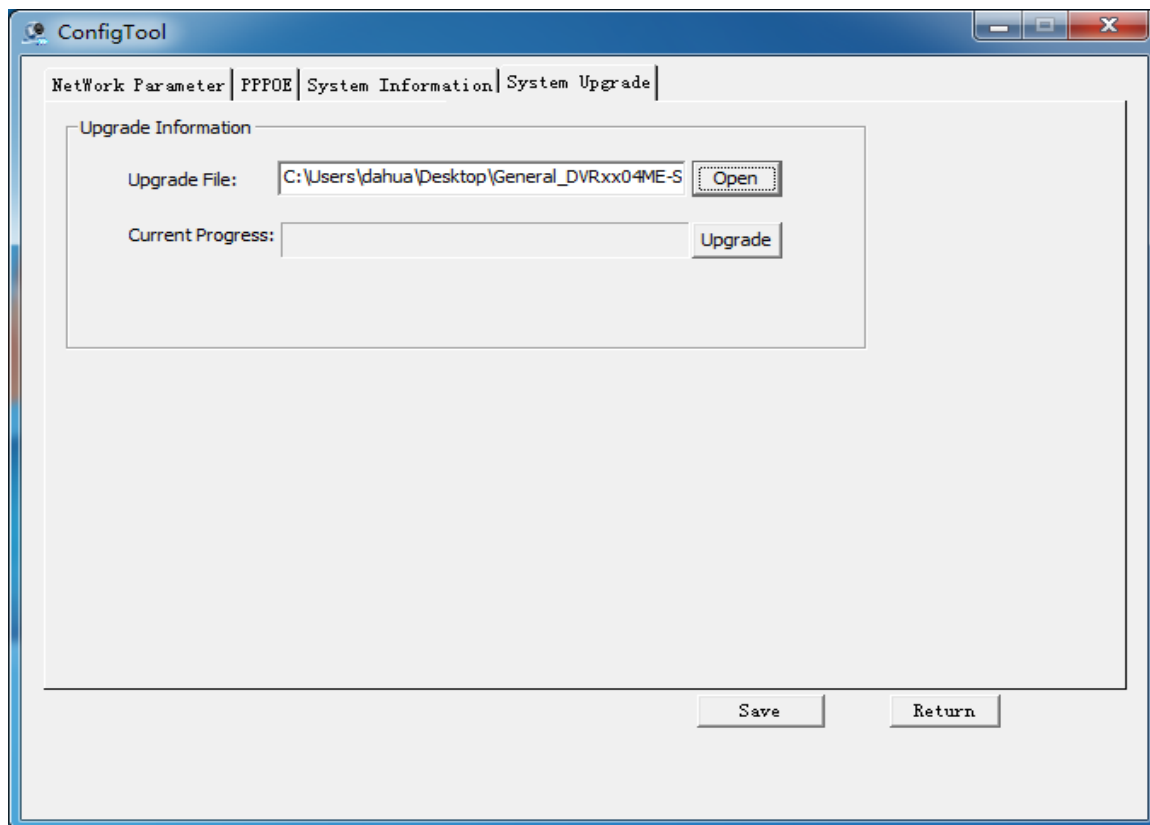 ConfigTool
NetWork Parameter PPPOE System Information System Upgrade
Upgrade Information
Upgrade File: C:\Users\dahua\Desktop\General_DVRxx04ME-S Open
Current Progress: Upgrade
Save Return